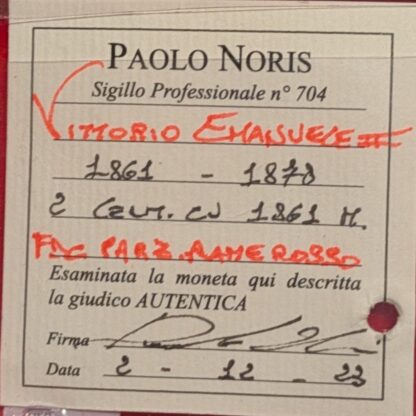 PAOLO NORIS
Sigillo Professionale n° 704
VITTORIO EMANUELE II
1861 - 1878
2 CENT. CU 1861 M.
FDC PARZ. RAME ROSSO
Esaminata la moneta qui descritta
la giudico AUTENTICA
Firma
Data 2 - 12 - 23